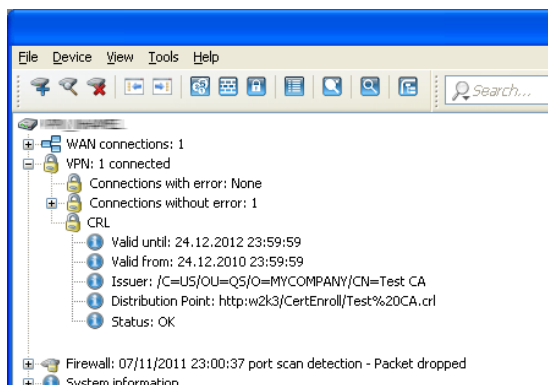 File Device View Tools Help
Search...
WAN connections: 1
VPN: 1 connected
Connections with error: None
Connections without error: 1
CRL
Valid until: 24.12.2012 23:59:59
Valid from: 24.12.2010 23:59:59
Issuer: /C=US/OU=QS/O=MYCOMPANY/CN=Test CA
Distribution Point: http:w2k3/CertEnroll/Test%20CA.crl
Status: OK
Firewall: 07/11/2011 23:00:37 port scan detection - Packet dropped
System information